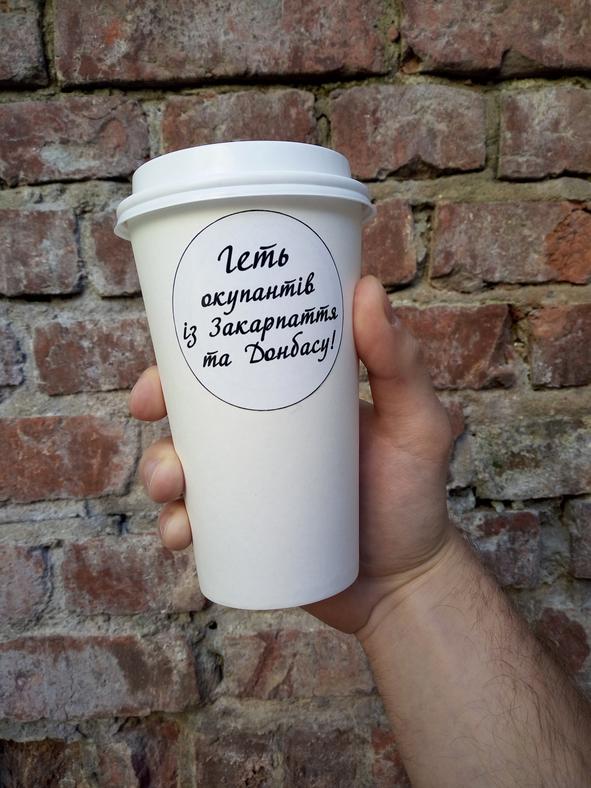 Геть
окупантів
із Закарпаття
та Донбасу!